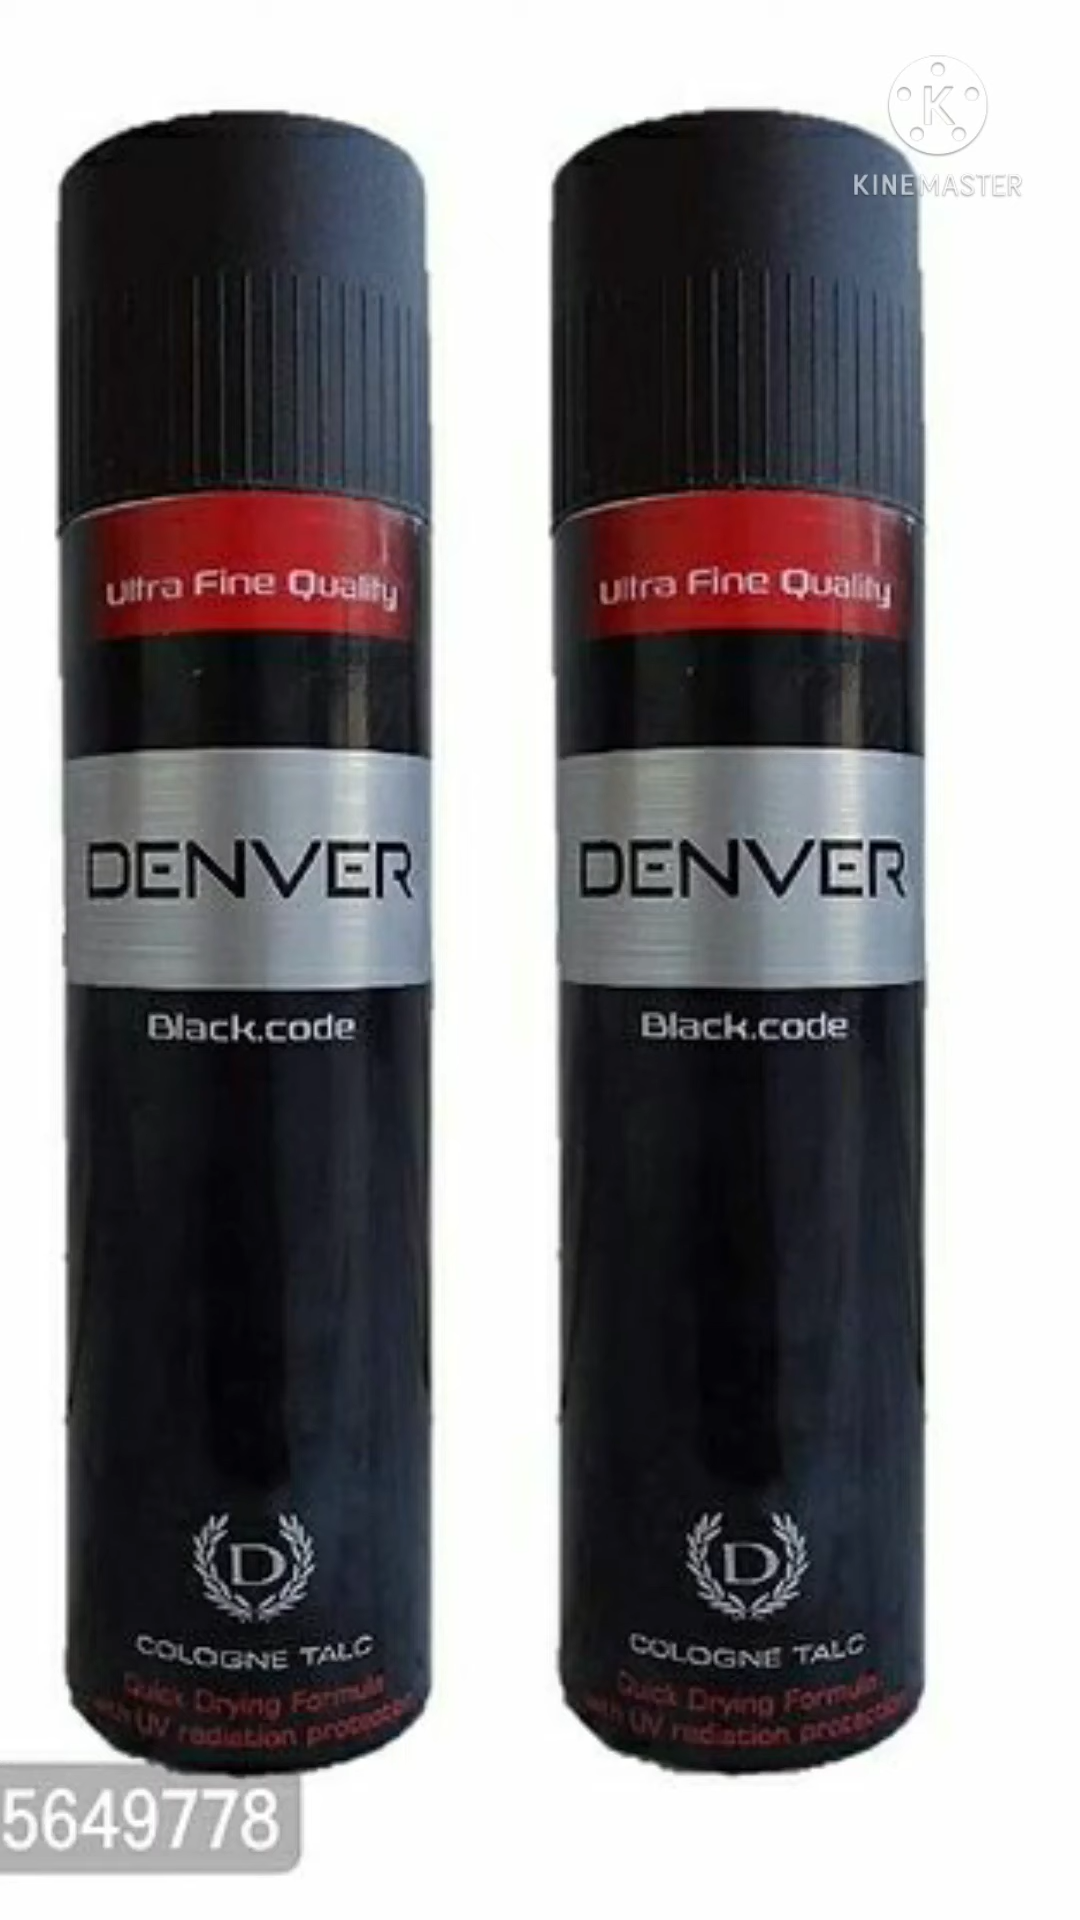 K
KINEMASTER
Ultra Fine Quality
DENVER
Black.code
D
COLOGNE TALC
Quick Drying Formula
with UV radiation protection
Ultra Fine Quality
DENVER
Black.code
D
COLOGNE TALC
Quick Drying Formula
with UV radiation protection
5649778